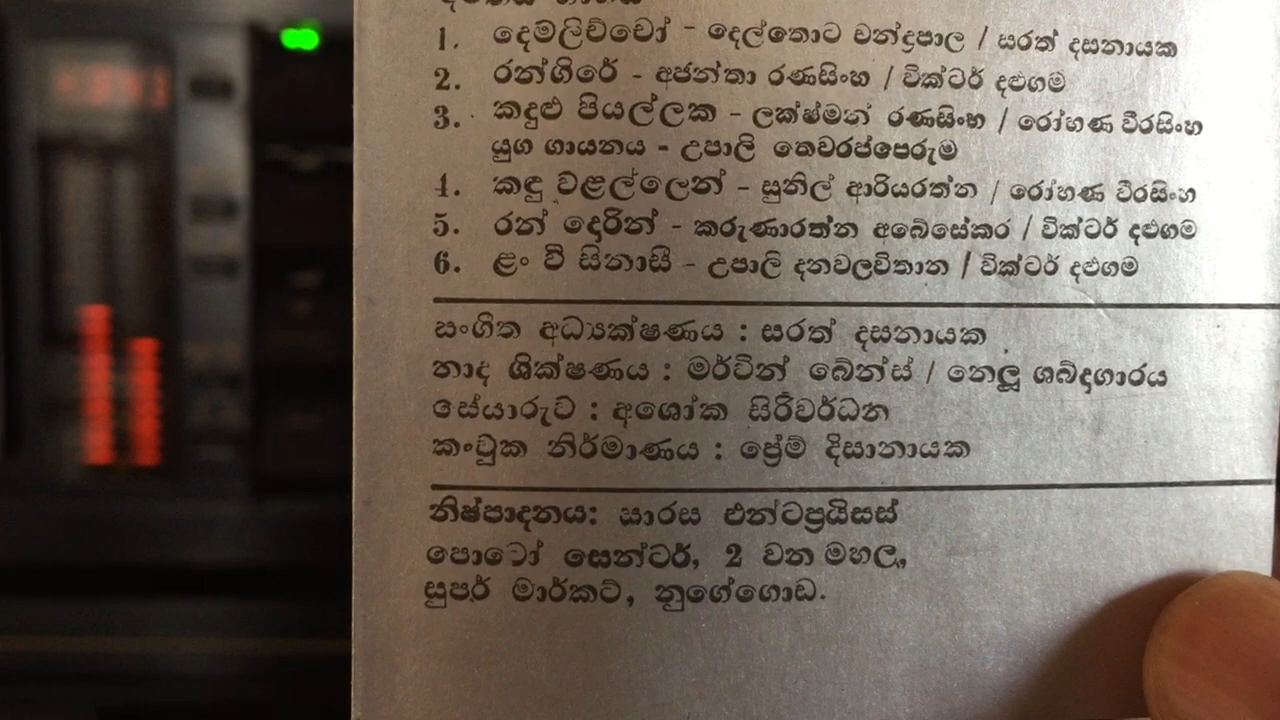 1. දෙමලිච්චෝ - දෙල්තොට චන්ද්‍රපාල / සරත් දසනායක
2. රන්ගිරේ - අජන්තා රණසිංහ / වික්ටර් දළුගම
3. කදුළු පියල්ලක - ලක්ෂ්මන් රණසිංහ / රෝහණ වීරසිංහ
යුග ගායනය - උපාලි තෙවරප්පෙරුම
4. කඳු වළල්ලෙන් - සුනිල් ආරියරත්න / රෝහණ වීරසිංහ
5. රන් දෙරින් - කරුණාරත්න අබේසේකර / වික්ටර් දළුගම
6. ළං වී සිනාසී - උපාලි දනවලවිතාන / වික්ටර් දළුගම
සංගීත අධ්‍යක්ෂණය : සරත් දසනායක
නාද ශික්ෂණය : මර්වින් බේන්ස් / තෙලූ ශබ්දාගාරය
සේයාරුව : අශෝක සිරිවර්ධන
කංචුක නිර්මාණය : ප්‍රේම් දිසානායක
නිෂ්පාදනය: සාරස එන්ටප්‍රයිසස්
පොටෝ සෙන්ටර්, 2 වන මහල,
සුපර් මාර්කට්, නුගේගොඩ.